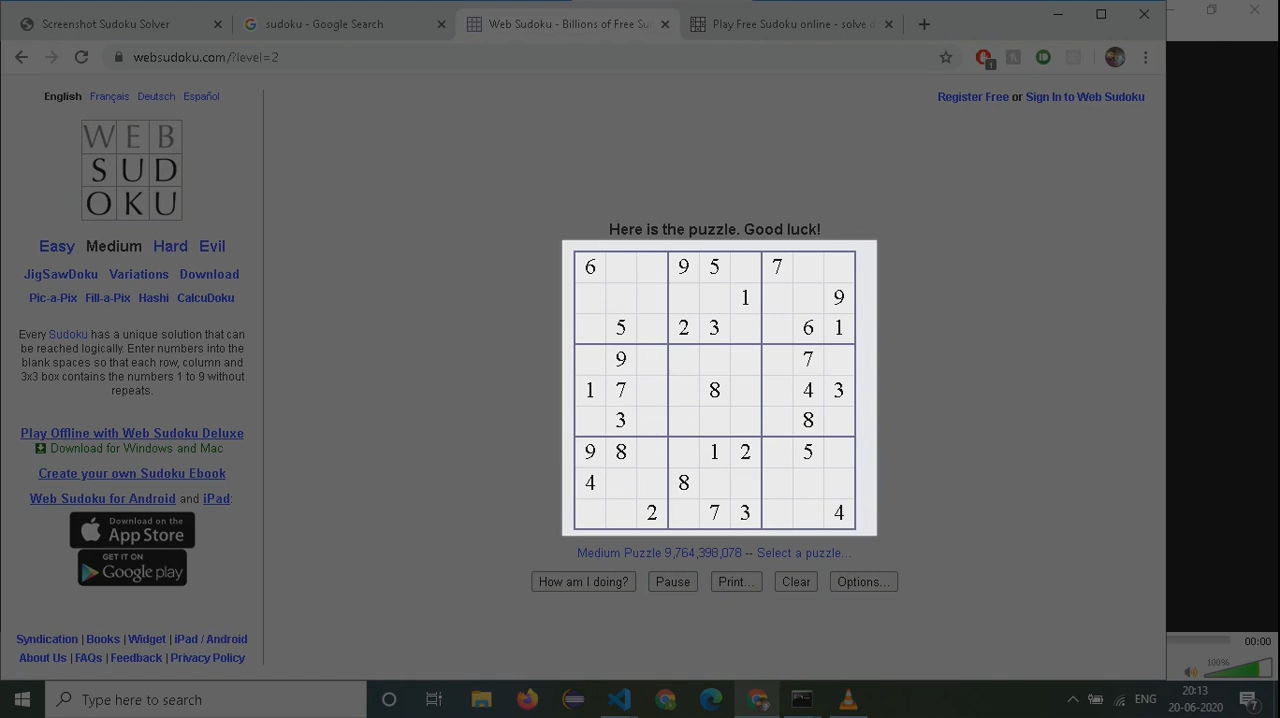 Screenshot Sudoku Solver
sudoku - Google Search
Web Sudoku - Billions of Free Su
Play Free Sudoku online - solve
websudoku.com/?level=2
1
English Français Deutsch Español
Register Free or Sign In to Web Sudoku
WEB
SUD
OKU
Easy Medium Hard Evil
JigSawDoku Variations Download
Pic-a-Pix Fill-a-Pix Hashi CalcuDoku
Every Sudoku has a unique solution that can
be reached logically. Enter numbers into the
blank spaces so that each row, column and
3x3 box contains the numbers 1 to 9 without
repeats.
Play Offline with Web Sudoku Deluxe
Download for Windows and Mac
Create your own Sudoku Ebook
Web Sudoku for Android and iPad:
Download on the
App Store
GET IT ON
Google play
Syndication | Books | Widget | iPad / Android
About Us | FAQs | Feedback | Privacy Policy
Here is the puzzle. Good luck!
6 9 5 7
1 9
5 2 3 6 1
9 7
1 7 8 4 3
3 8
9 8 1 2 5
4 8
2 7 3 4
Medium Puzzle 9,764,398,078 -- Select a puzzle...
How am I doing? Pause Print... Clear Options...
00:00
100%
Type here to search
ENG
20:13
20-06-2020
7